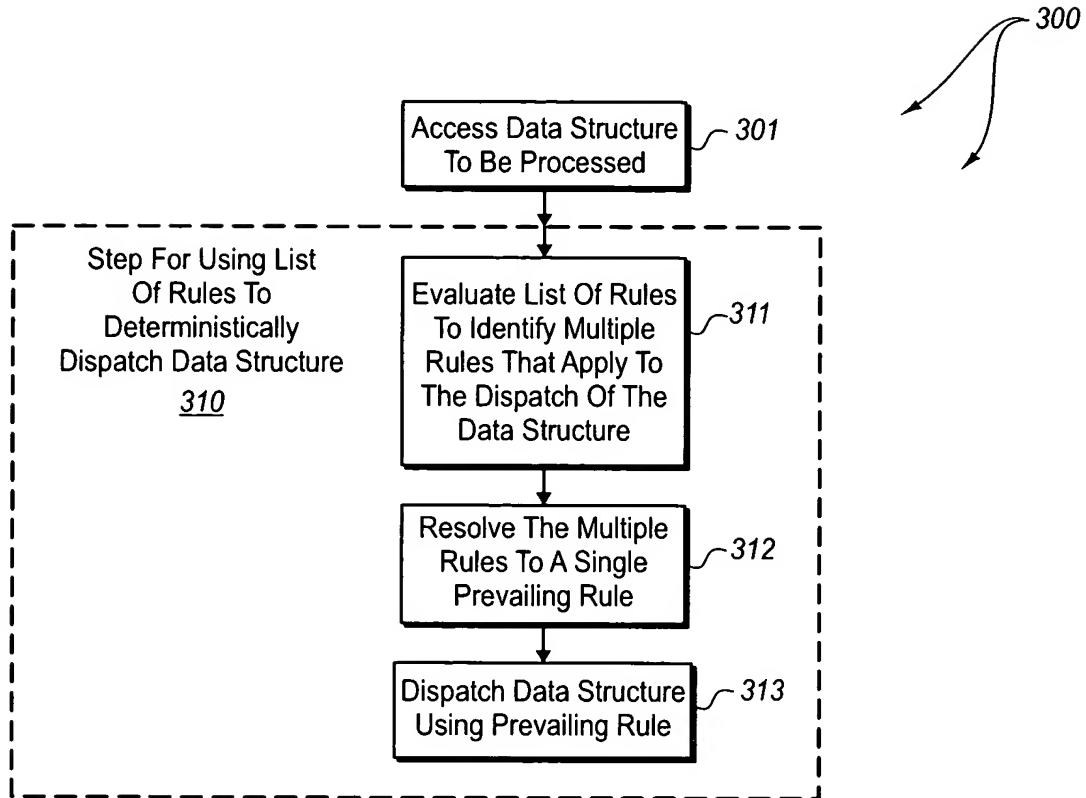 300
Access Data Structure
To Be Processed
301
Step For Using List
Of Rules To
Deterministically
Dispatch Data Structure
310
Evaluate List Of Rules
To Identify Multiple
Rules That Apply To
The Dispatch Of The
Data Structure
311
Resolve The Multiple
Rules To A Single
Prevailing Rule
312
Dispatch Data Structure
Using Prevailing Rule
313